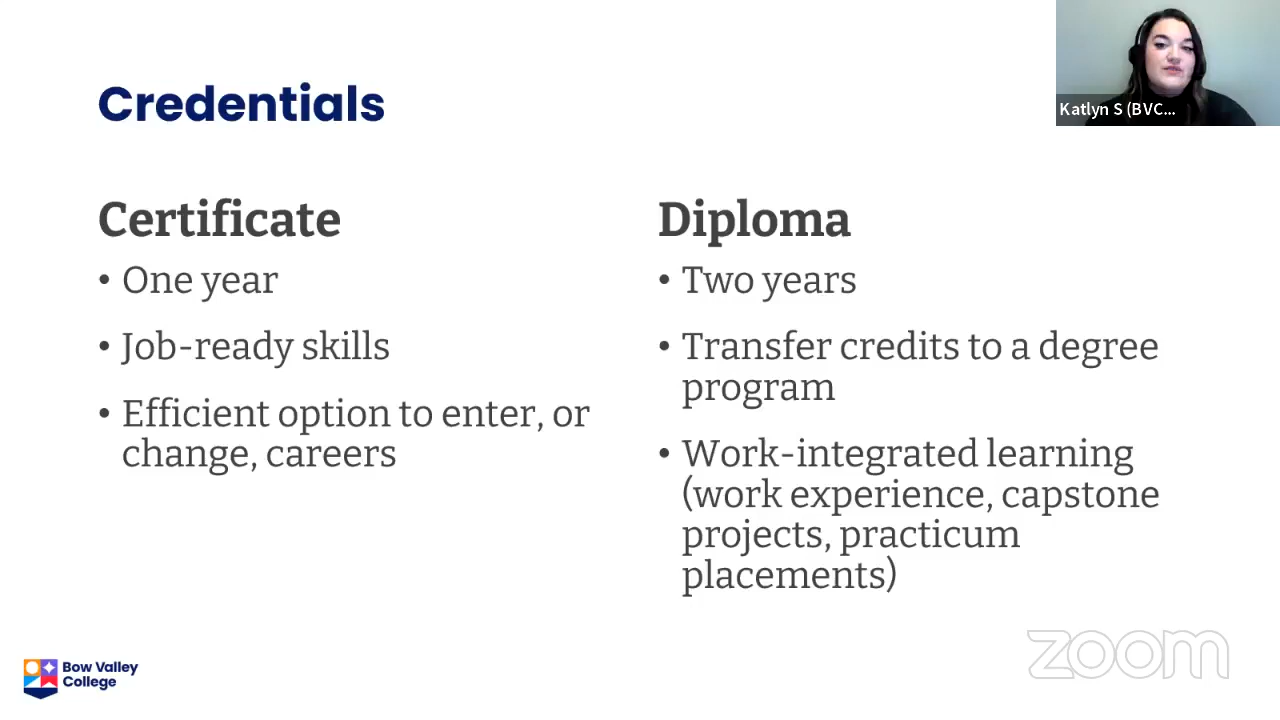 Credentials
Katlyn S (BVC...
Certificate
• One year
• Job-ready skills
• Efficient option to enter, or
change, careers
Diploma
• Two years
• Transfer credits to a degree
program
• Work-integrated learning
(work experience, capstone
projects, practicum
placements)
Bow Valley
College
zoom